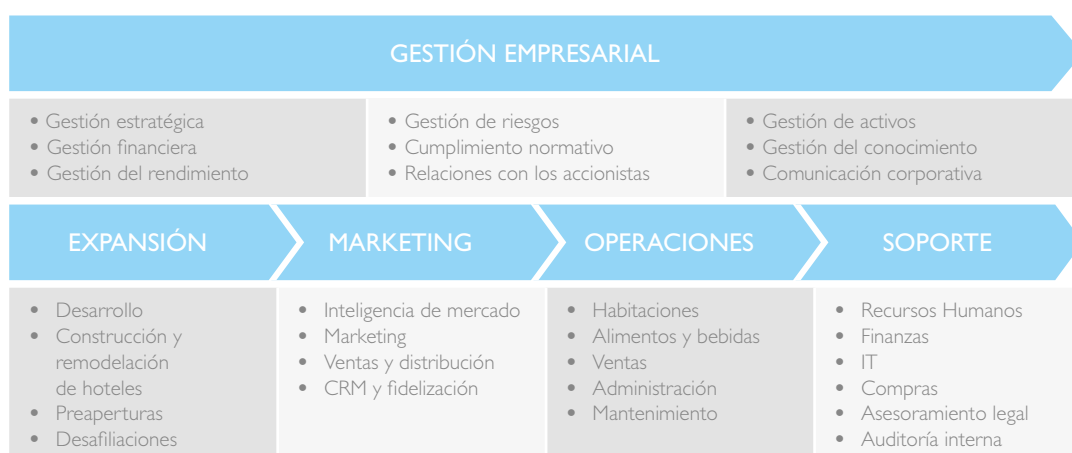 GESTIÓN EMPRESARIAL
• Gestión estratégica
• Gestión financiera
• Gestión del rendimiento
• Gestión de riesgos
• Cumplimiento normativo
• Relaciones con los accionistas
• Gestión de activos
• Gestión del conocimiento
• Comunicación corporativa
EXPANSIÓN
MARKETING
OPERACIONES
SOPORTE
• Desarrollo
• Construcción y
remodelación
de hoteles
• Preaperturas
• Desafiliaciones
• Inteligencia de mercado
• Marketing
• Ventas y distribución
• CRM y fidelización
• Habitaciones
• Alimentos y bebidas
• Ventas
• Administración
• Mantenimiento
• Recursos Humanos
• Finanzas
• IT
• Compras
• Asesoramiento legal
• Auditoría interna